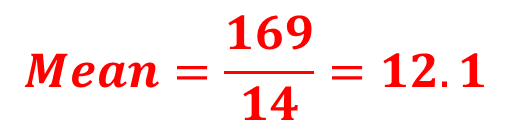 Mean = 169/14 = 12.1